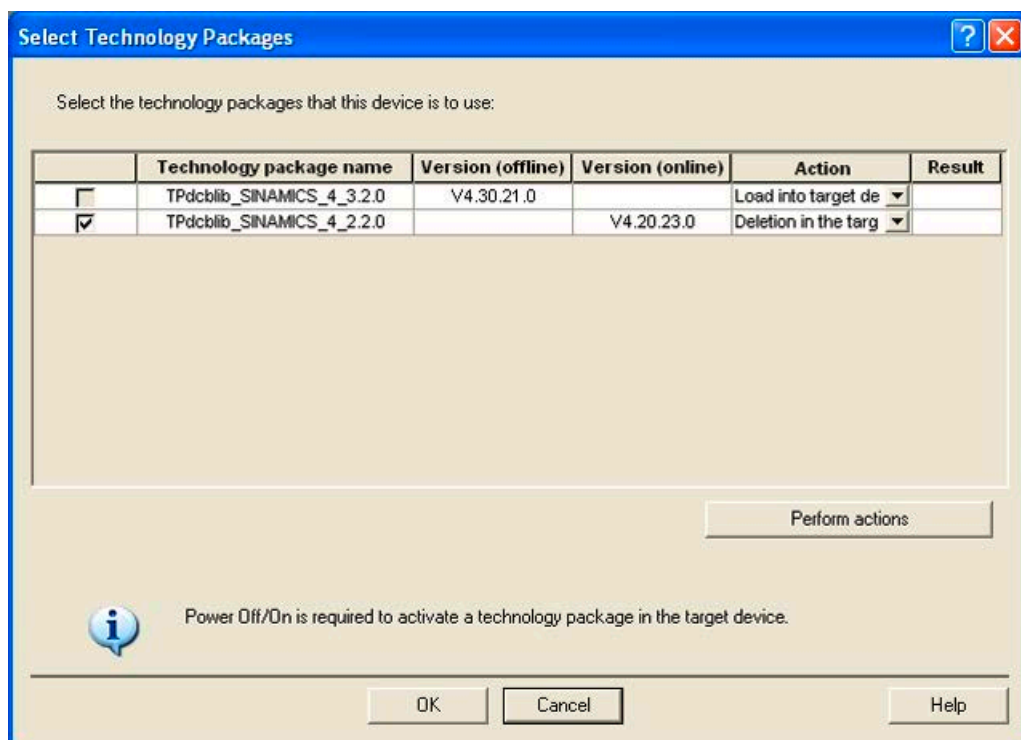 Select Technology Packages
Select the technology packages that this device is to use:
Technology package name Version (offline) Version (online) Action Result
TPdcblib_SINAMICS_4_3.2.0 V4.30.21.0 Load into target de
TPdcblib_SINAMICS_4_2.2.0 V4.20.23.0 Deletion in the targ
Perform actions
Power Off/On is required to activate a technology package in the target device.
OK Cancel Help